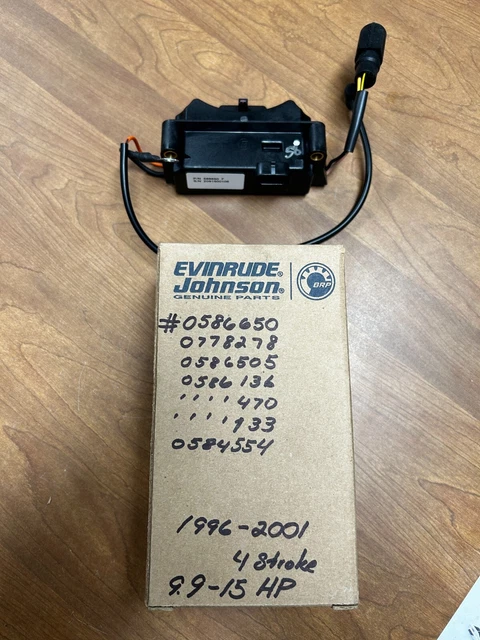 50
EVINRUDE®
Johnson®
GENUINE PARTS
BRP
#0586650
0778278
0586505
0586136
'''' 470
'''' 933
0584554
1996-2001
4 Stroke
9.9-15 HP